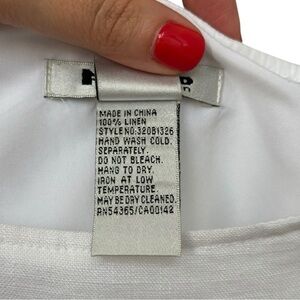 MADE IN CHINA
100% LINEN
STYLE NO.320B1326
HAND WASH COLD.
SEPARATELY.
DO NOT BLEACH.
HANG TO DRY.
IRON AT LOW
TEMPERATURE.
MAY BE DRY CLEANED.
RN54365/CA00142